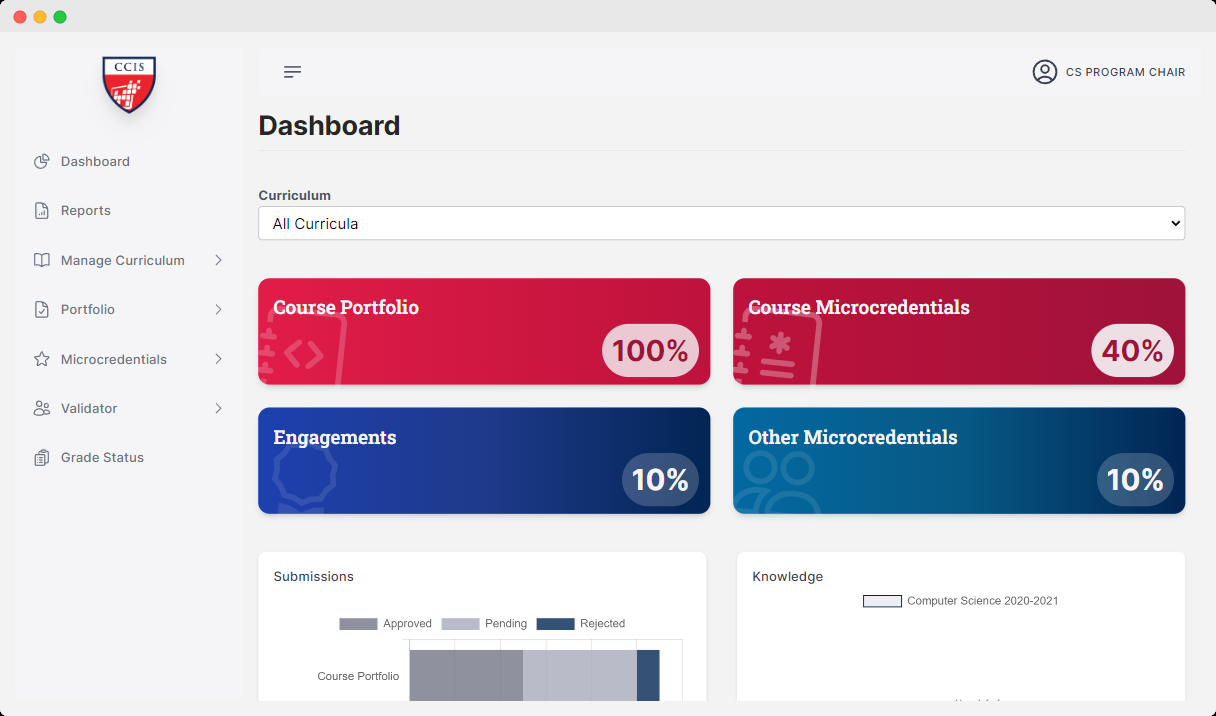 CCIS
CS PROGRAM CHAIR
Dashboard
Dashboard
Reports
Manage Curriculum
Portfolio
Microcredentials
Validator
Grade Status
Curriculum
All Curricula
Course Portfolio
100%
Course Microcredentials
40%
Engagements
10%
Other Microcredentials
10%
Submissions
Approved Pending Rejected
Course Portfolio
Knowledge
Computer Science 2020-2021